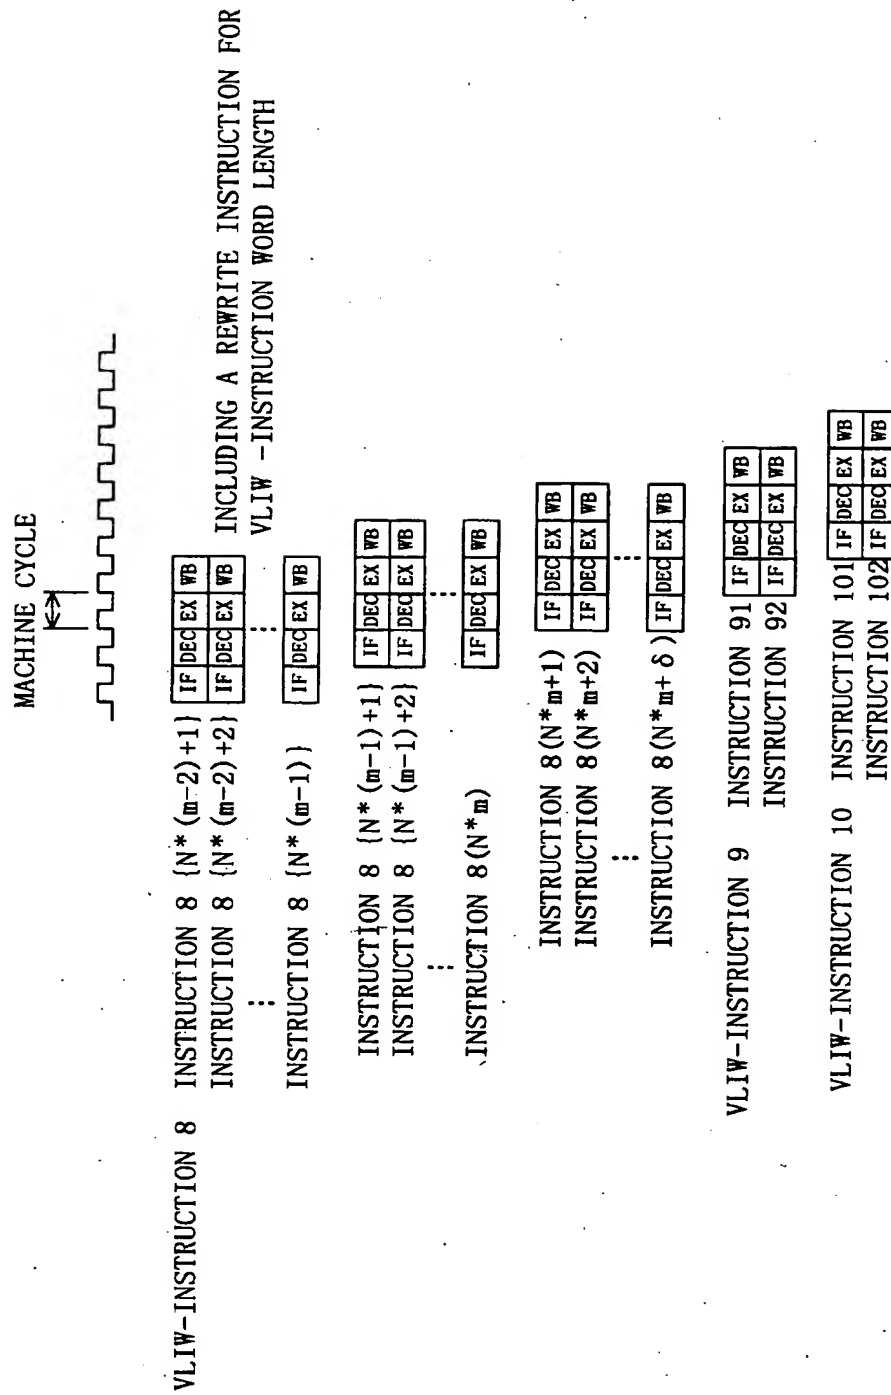 MACHINE CYCLE
VLIW-INSTRUCTION 8 INSTRUCTION 8 {N*(m-2)+1} IF DEC EX WB
INSTRUCTION 8 {N*(m-2)+2} IF DEC EX WB
INCLUDING A REWRITE INSTRUCTION FOR
VLIW -INSTRUCTION WORD LENGTH
⋮
INSTRUCTION 8 {N*(m-1)} IF DEC EX WB
INSTRUCTION 8 {N*(m-1)+1} IF DEC EX WB
INSTRUCTION 8 {N*(m-1)+2} IF DEC EX WB
⋮
INSTRUCTION 8(N*m) IF DEC EX WB
INSTRUCTION 8(N*m+1) IF DEC EX WB
INSTRUCTION 8(N*m+2) IF DEC EX WB
⋮
INSTRUCTION 8(N*m+δ) IF DEC EX WB
VLIW-INSTRUCTION 9 INSTRUCTION 91 IF DEC EX WB
INSTRUCTION 92 IF DEC EX WB
VLIW-INSTRUCTION 10 INSTRUCTION 101 IF DEC EX WB
INSTRUCTION 102 IF DEC EX WB